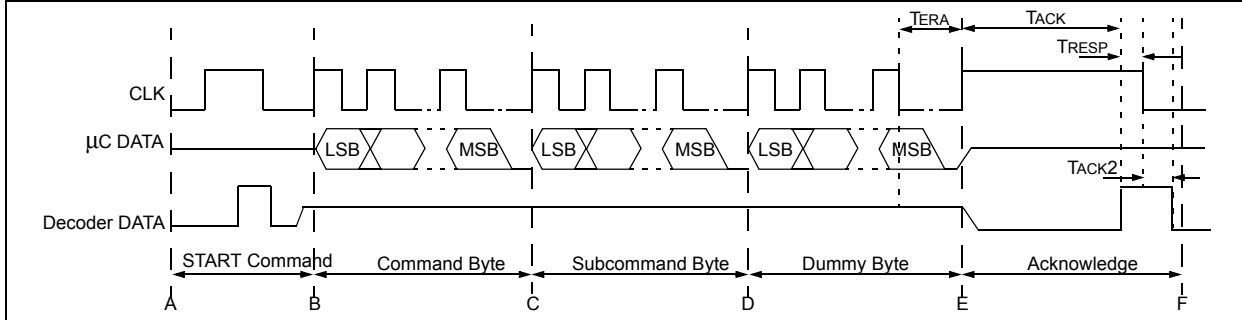 TERA
TACK
TRESP
CLK
µC DATA
LSB
MSB
LSB
MSB
LSB
MSB
TACK2
Decoder DATA
START Command
Command Byte
Subcommand Byte
Dummy Byte
Acknowledge
A
B
C
D
E
F